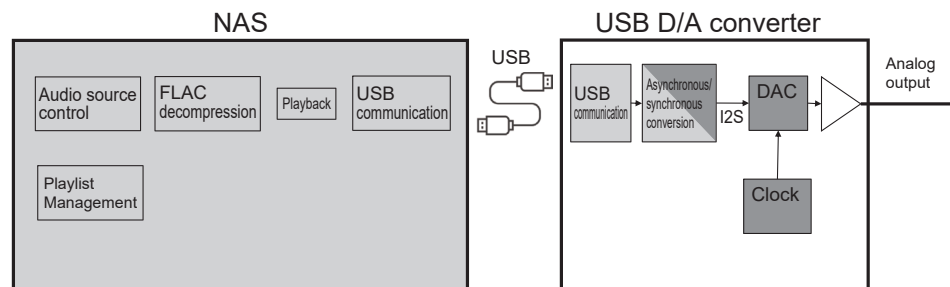 NAS
Audio source
control
FLAC
decompression
Playback
USB
communication
Playlist
Management
USB
USB D/A converter
USB
communication
Asynchronous/
synchronous
conversion
I2S
DAC
Clock
Analog
output